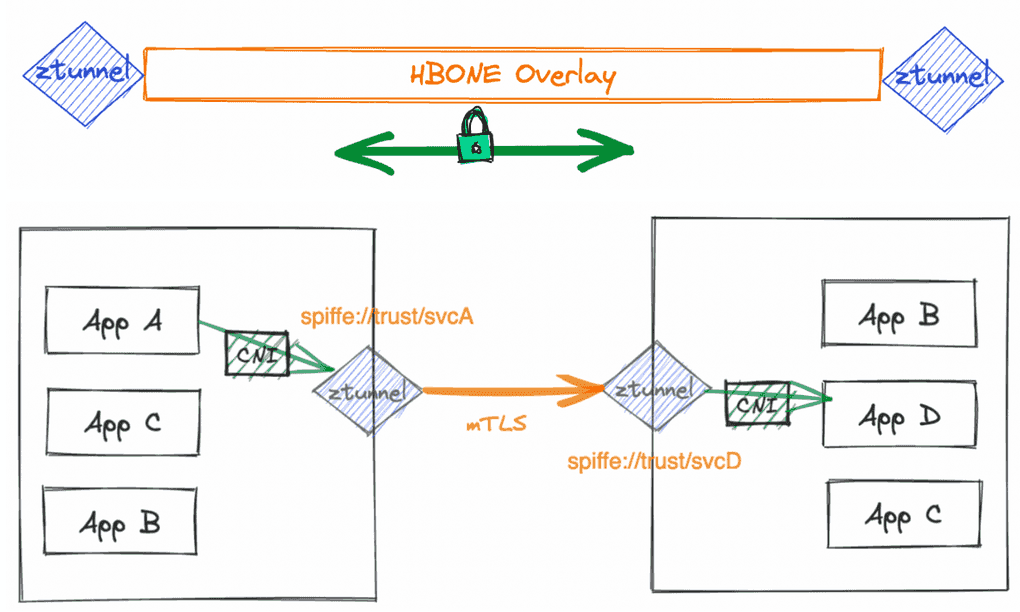 ztunnel
HBONE Overlay
ztunnel
App A
CNI
spiffe://trust/svcA
App C
App B
ztunnel
mTLS
ztunnel
spiffe://trust/svcD
CNI
App B
App D
App C